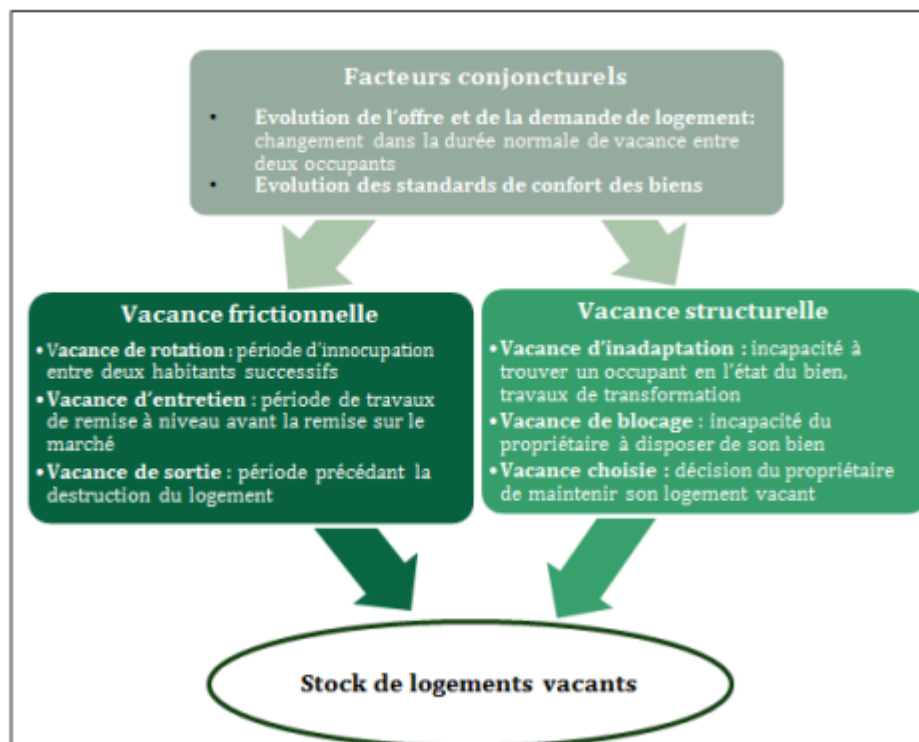 Facteurs conjoncturels
• Evolution de l'offre et de la demande de logement:
changement dans la durée normale de vacance entre
deux occupants
• Evolution des standards de confort des biens
Vacance frictionnelle
•Vacance de rotation : période d'innocupation
entre deux habitants successifs
•Vacance d'entretien : période de travaux
de remise à niveau avant la remise sur le
marché
•Vacance de sortie : période précédant la
destruction du logement
Vacance structurelle
•Vacance d'inadaptation : incapacité à
trouver un occupant en l'état du bien,
travaux de transformation
•Vacance de blocage : incapacité du
propriétaire à disposer de son bien
•Vacance choisie : décision du propriétaire
de maintenir son logement vacant
Stock de logements vacants